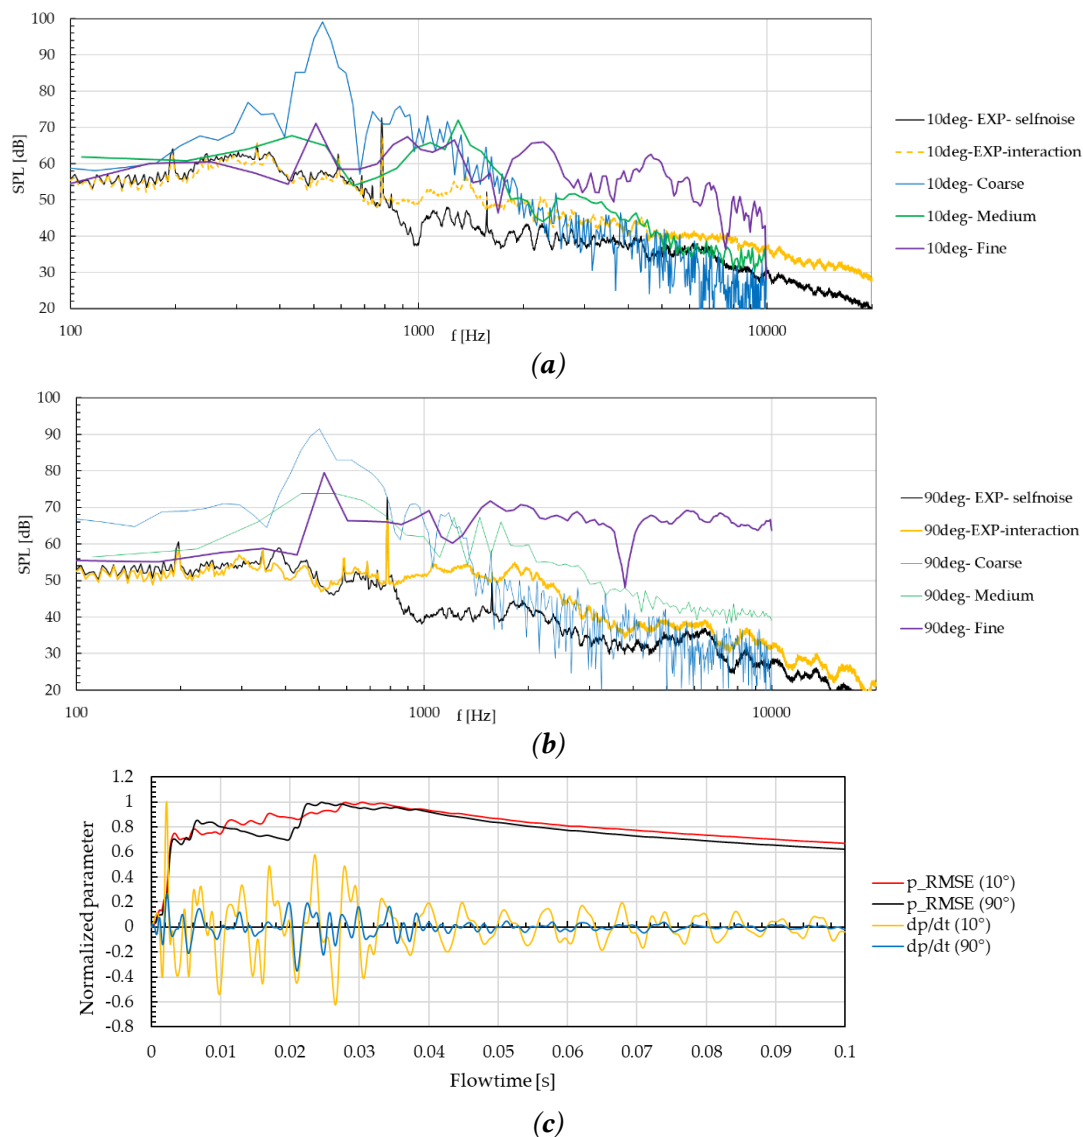 100
90
80
70
60
50
40
30
20
SPL [dB]
100
1000
10000
f [Hz]
10deg- EXP- selfnoise
10deg-EXP-interaction
10deg- Coarse
10deg- Medium
10deg- Fine
(a)
100
90
80
70
60
50
40
30
20
SPL [dB]
100
1000
10000
f [Hz]
90deg- EXP- selfnoise
90deg-EXP-interaction
90deg- Coarse
90deg- Medium
90deg- Fine
(b)
1.2
1
0.8
0.6
0.4
0.2
0
-0.2
-0.4
-0.6
-0.8
Normalized parameter
0
0.01
0.02
0.03
0.04
0.05
0.06
0.07
0.08
0.09
0.1
Flowtime [s]
p_RMSE (10°)
p_RMSE (90°)
dp/dt (10°)
dp/dt (90°)
(c)